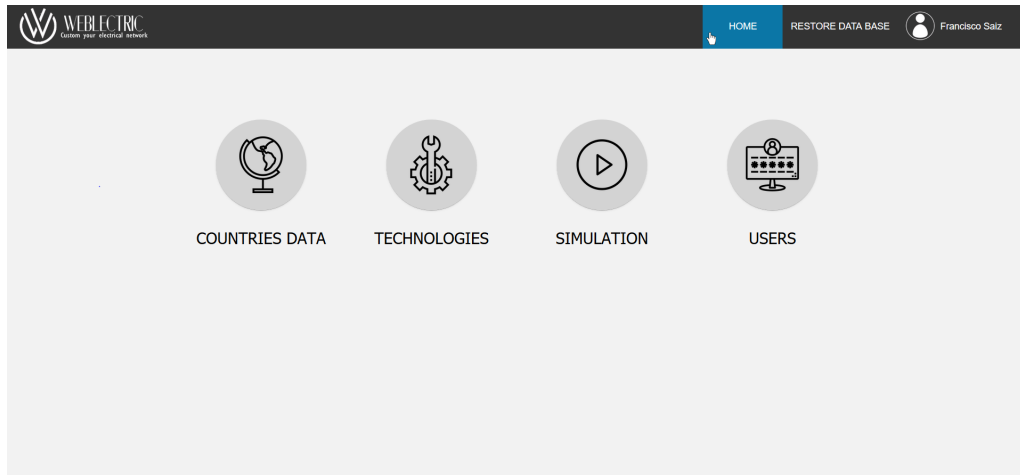 WEBLECTRIC
Custom your electrical network
HOME
RESTORE DATA BASE
Francisco Saiz
COUNTRIES DATA
TECHNOLOGIES
SIMULATION
USERS